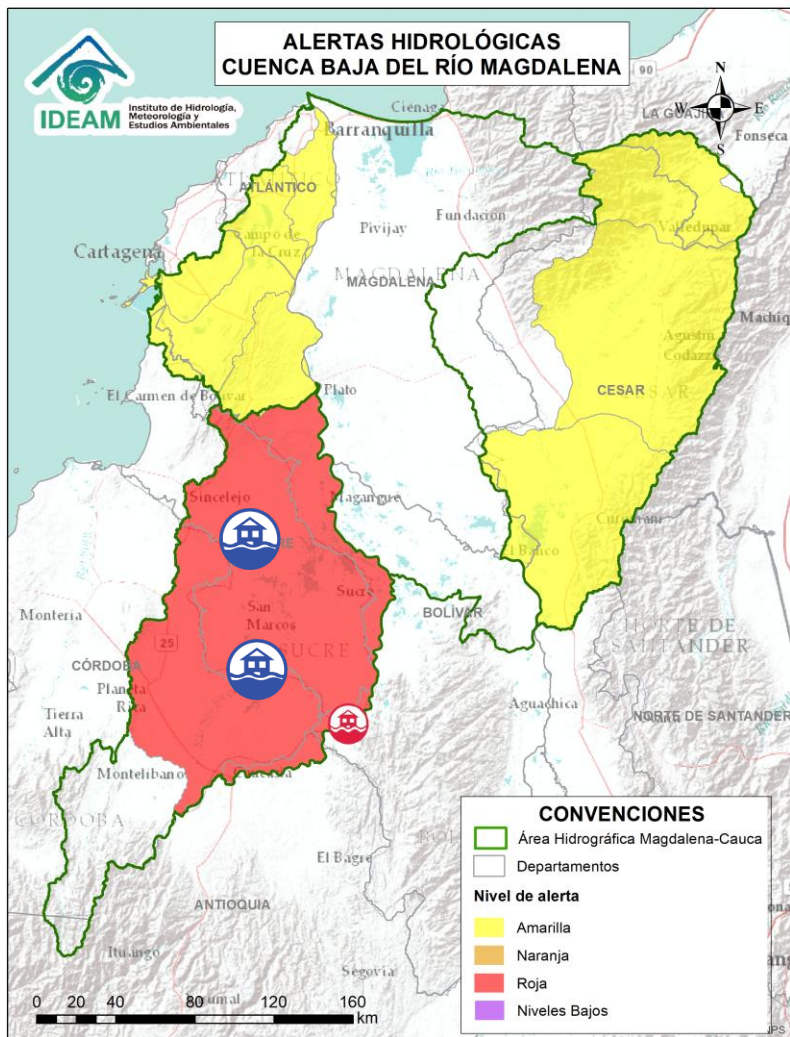 ALERTAS HIDROLÓGICAS
CUENCA BAJA DEL RÍO MAGDALENA
IDEAM
Instituto de Hidrología,
Meteorología y
Estudios Ambientales
N
W
E
S
90
Ciénaga
LA GUAJIRA
Barranquilla
Fonseca
ATLÁNTICO
Fundación
Pivijay
Valledupar
Campo de
la Cruz
Cartagena
MAGDALENA
MAGDALENA
Machiq
Agustín
Codazzi
CESAR
El Carmen de Bolívar
Plato
Sincelejo
Magangue
El Banco
Sucre
BOLÍVAR
San
Marcos
Montería
SUCRE
NORTE DE
SANTANDER
25
CÓRDOBA
Planeta
Rica
Aguachica
NORTE DE SANTANDER
Tierra
Alta
Montelibano
CÓRDOBA
El Bagre
ANTIOQUIA
Ituango
Segovia
CONVENCIONES
Área Hidrográfica Magdalena-Cauca
Departamentos
Nivel de alerta
Amarilla
Naranja
Roja
Niveles Bajos
0 20 40 80 120 160
km